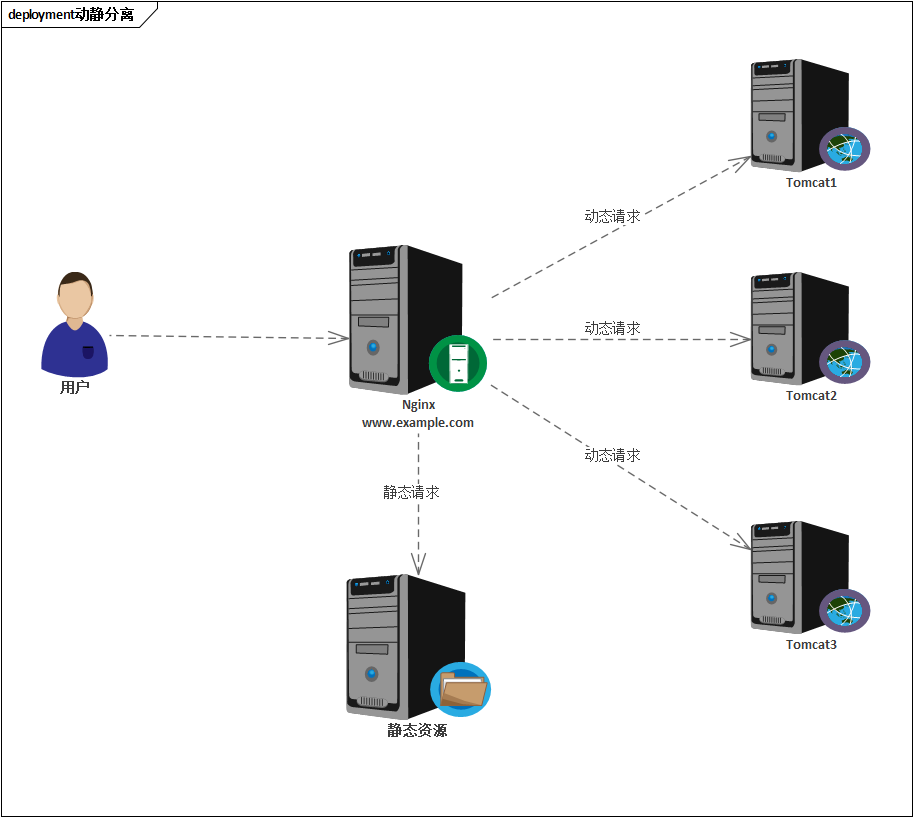 deployment动静分离
Tomcat1
动态请求
用户
Nginx
www.example.com
动态请求
Tomcat2
动态请求
静态请求
Tomcat3
静态资源